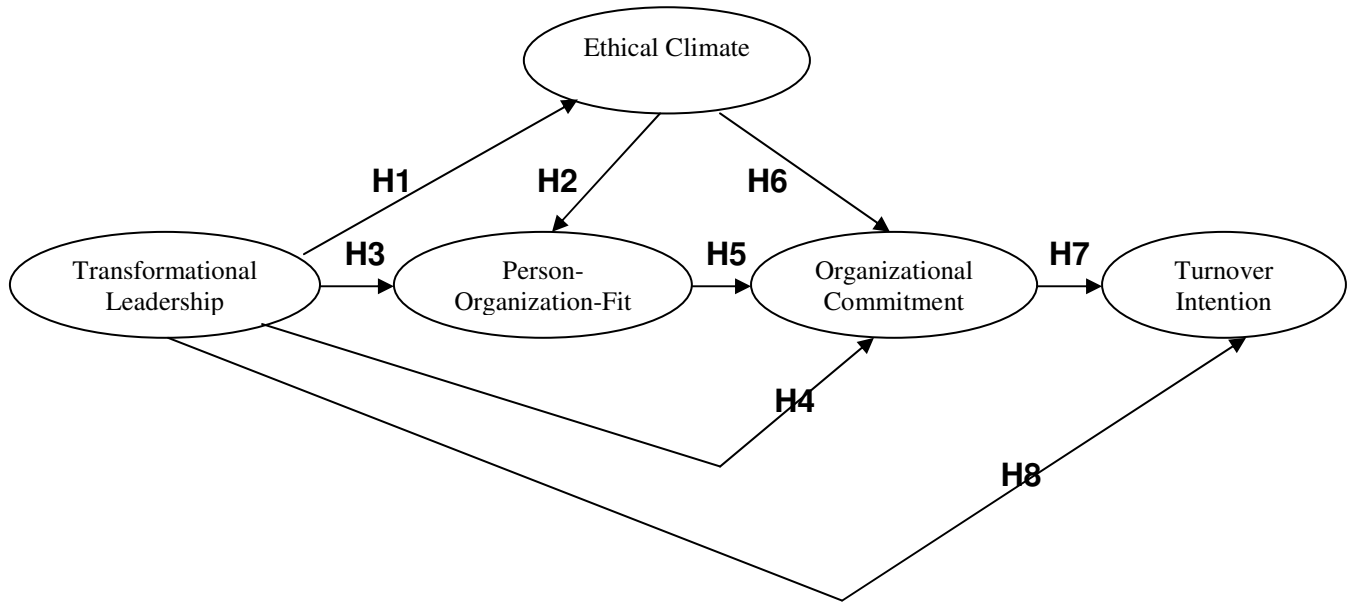 Ethical Climate
H1
H2
H6
Transformational
Leadership
H3
Person-
Organization-Fit
H5
Organizational
Commitment
H7
Turnover
Intention
H4
H8